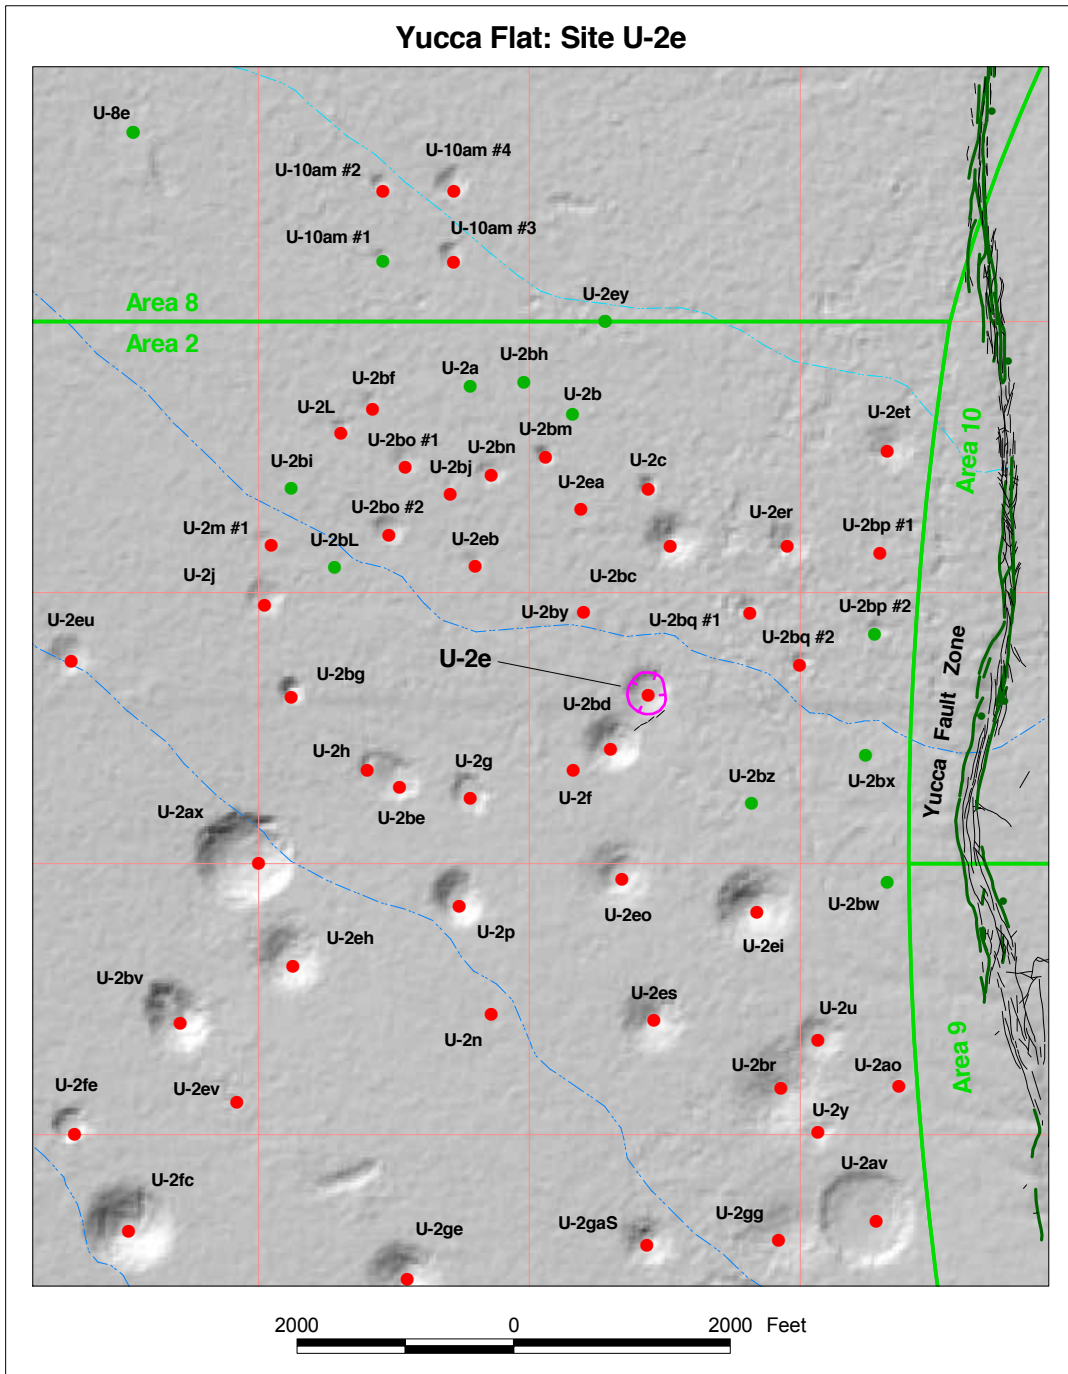 Yucca Flat: Site U-2e
U-8e
U-10am #4
U-10am #2
U-10am #3
U-10am #1
U-2ey
Area 8
Area 2
U-2bh
U-2a
U-2bf
U-2b
U-2L
U-2et
U-2bo #1
U-2bm
U-2bn
U-2bj
U-2bi
U-2c
U-2ea
U-2bo #2
U-2er
U-2bp #1
U-2m #1
U-2bL
U-2eb
U-2j
U-2bc
Area 10
U-2eu
U-2by
U-2bq #1
U-2bp #2
U-2bq #2
U-2e
U-2bg
U-2bd
Yucca Fault Zone
U-2h
U-2g
U-2f
U-2bz
U-2bx
U-2be
U-2ax
U-2eo
U-2bw
U-2p
U-2ei
U-2eh
U-2bv
U-2es
U-2u
U-2n
U-2br
U-2ao
Area 9
U-2fe
U-2ev
U-2y
U-2av
U-2fc
U-2ge
U-2gaS
U-2gg
2000 0 2000 Feet